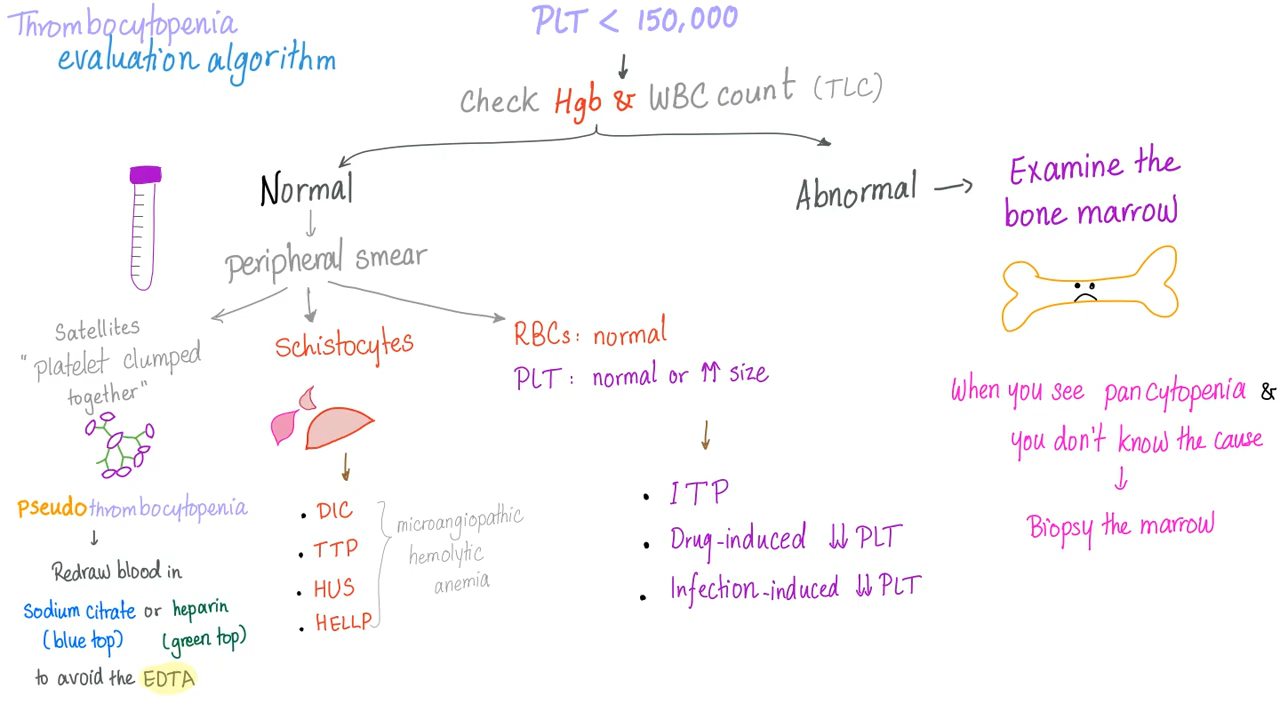 Thrombocytopenia
evaluation algorithm
PLT < 150,000
Check Hgb & WBC count (TLC)
Normal
Abnormal → Examine the
bone marrow
Peripheral smear
Satellites
"Platelet clumped
together"
Pseudothrombocytopenia
Redraw blood in
Sodium citrate or heparin
(blue top) (green top)
to avoid the EDTA
Schistocytes
• DIC
• TTP
• HUS
• HELLP
microangiopathic
hemolytic
anemia
RBCs: normal
PLT: normal or ↑↑ size
• ITP
• Drug-induced ↓↓ PLT
• Infection-induced ↓↓ PLT
When you see pancytopenia &
you don't know the cause
Biopsy the marrow